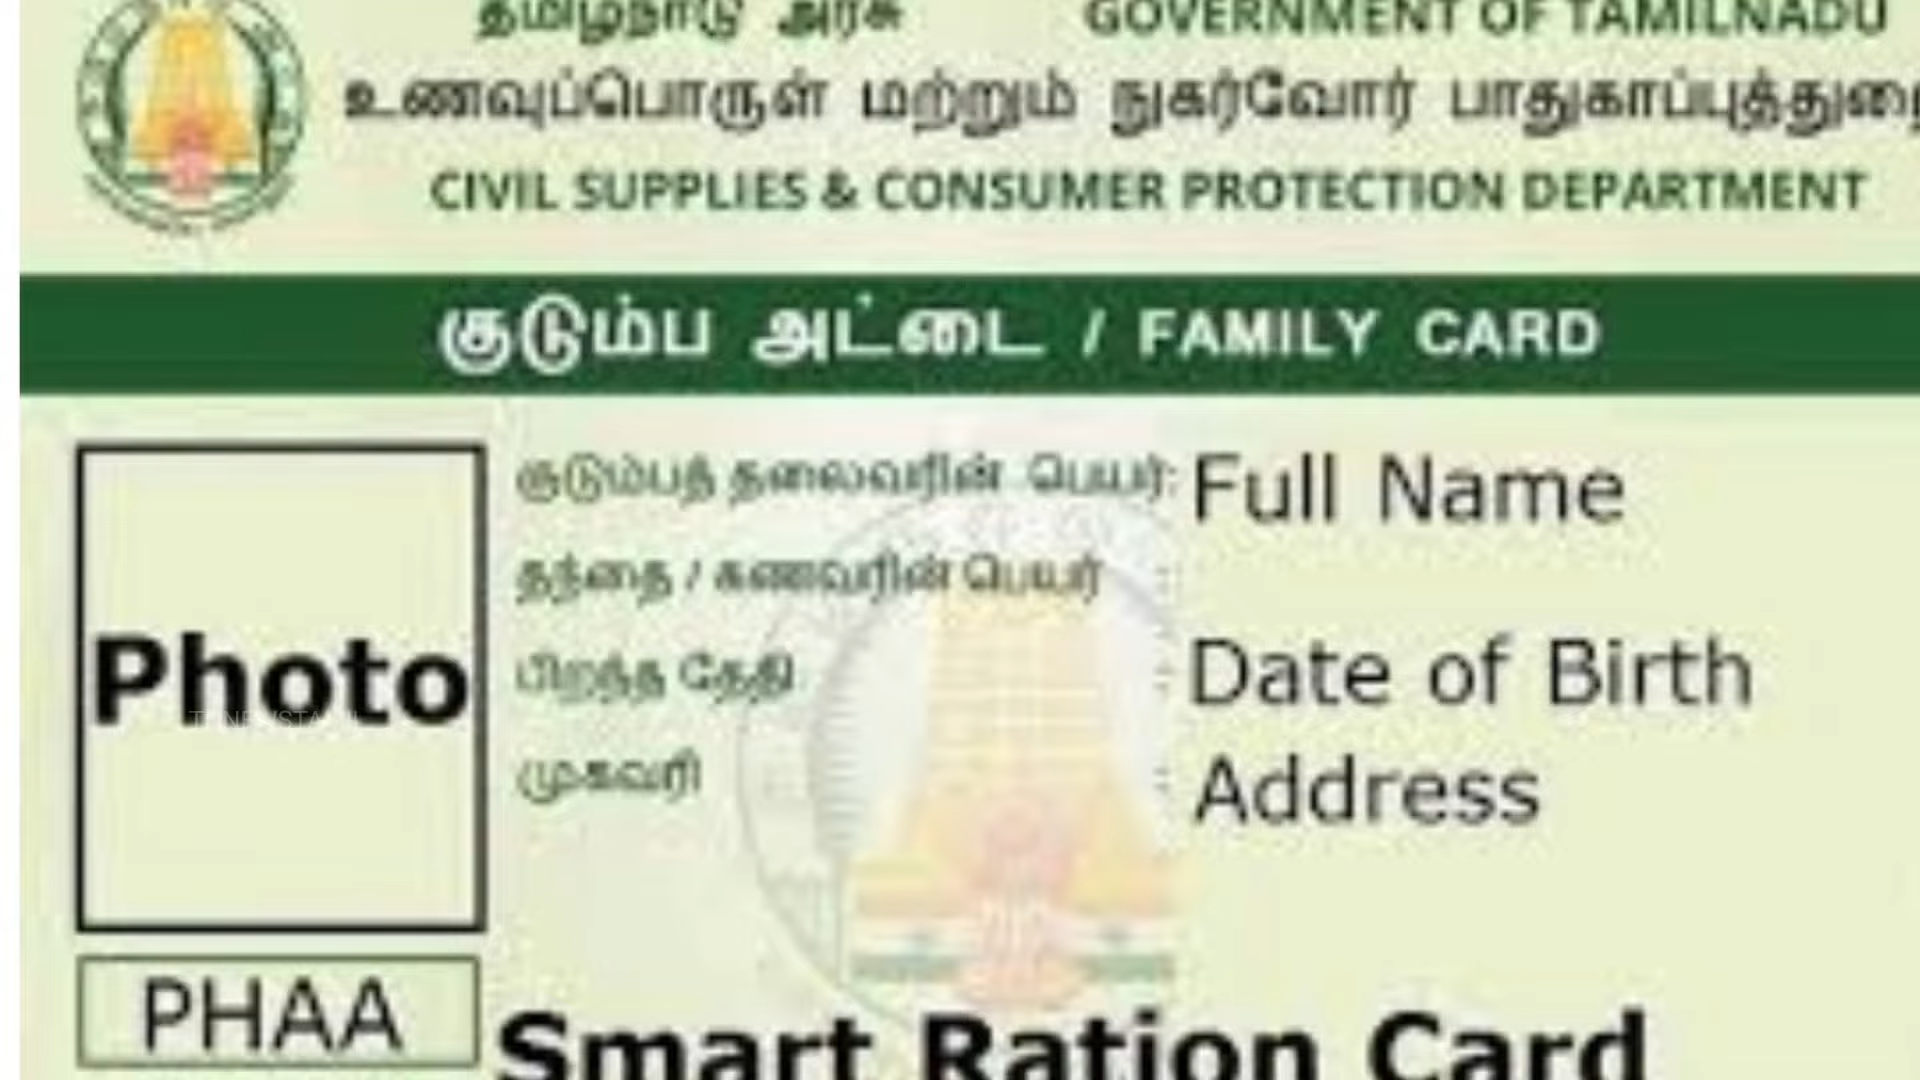 தமிழ்நாடு அரசு GOVERNMENT OF TAMILNADU
உணவுப்பொருள் மற்றும் நுகர்வோர் பாதுகாப்புத்துறை
CIVIL SUPPLIES & CONSUMER PROTECTION DEPARTMENT
குடும்ப அட்டை / FAMILY CARD
குடும்பத் தலைவரின் பெயர்: Full Name
தந்தை / கணவரின் பெயர் :
பிறந்த தேதி : Date of Birth
முகவரி : Address
Photo
PHAA
Smart Ration Card